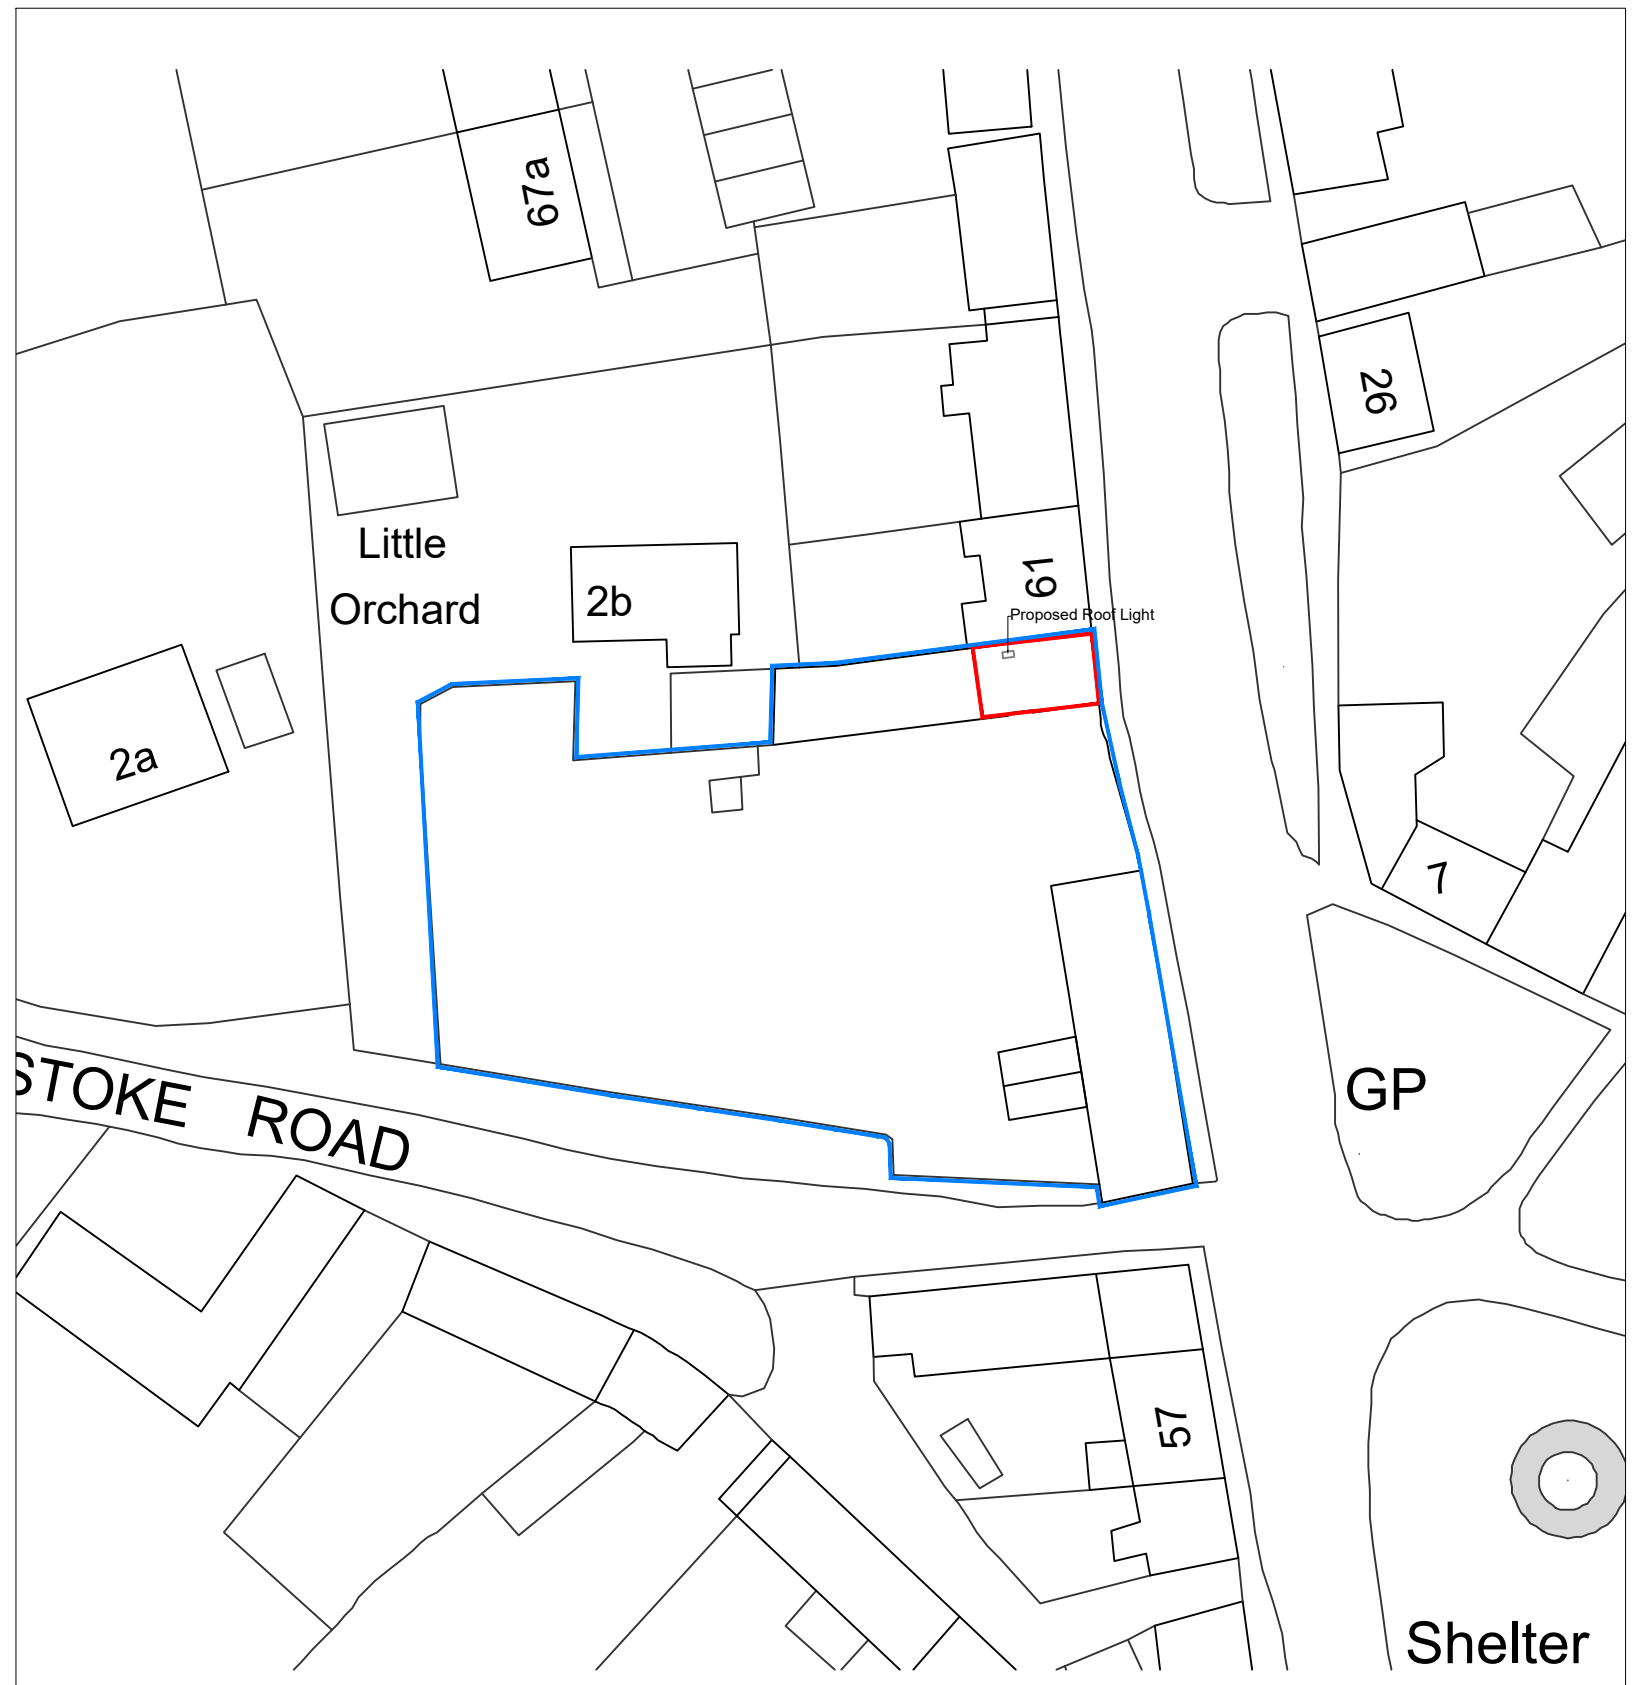 67a
26
Little
Orchard
2b
61
Proposed Roof Light
2a
7
STOKE ROAD
GP
57
Shelter